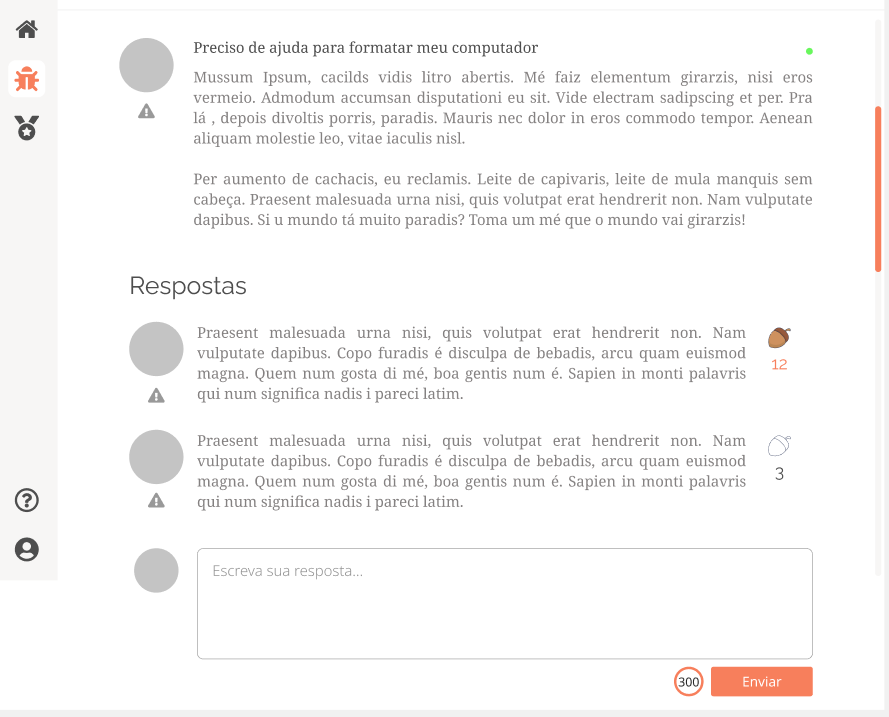 Preciso de ajuda para formatar meu computador
Mussum Ipsum, cacilds vidis litro abertis. Mé faiz elementum girarzis, nisi eros
vermeio. Admodum accumsan disputationi eu sit. Vide electram sadipscing et per. Pra
lá , depois divoltis porris, paradis. Mauris nec dolor in eros commodo tempor. Aenean
aliquam molestie leo, vitae iaculis nisl.
Per aumento de cachacis, eu reclamis. Leite de capivaris, leite de mula manquis sem
cabeça. Praesent malesuada urna nisi, quis volutpat erat hendrerit non. Nam vulputate
dapibus. Si u mundo tá muito paradis? Toma um mé que o mundo vai girarzis!
Respostas
Praesent malesuada urna nisi, quis volutpat erat hendrerit non. Nam
vulputate dapibus. Copo furadis é disculpa de bebadis, arcu quam euismod
magna. Quem num gosta di mé, boa gentis num é. Sapien in monti palavris
qui num significa nadis i pareci latim.
12
Praesent malesuada urna nisi, quis volutpat erat hendrerit non. Nam
vulputate dapibus. Copo furadis é disculpa de bebadis, arcu quam euismod
magna. Quem num gosta di mé, boa gentis num é. Sapien in monti palavris
qui num significa nadis i pareci latim.
3
Escreva sua resposta...
300
Enviar